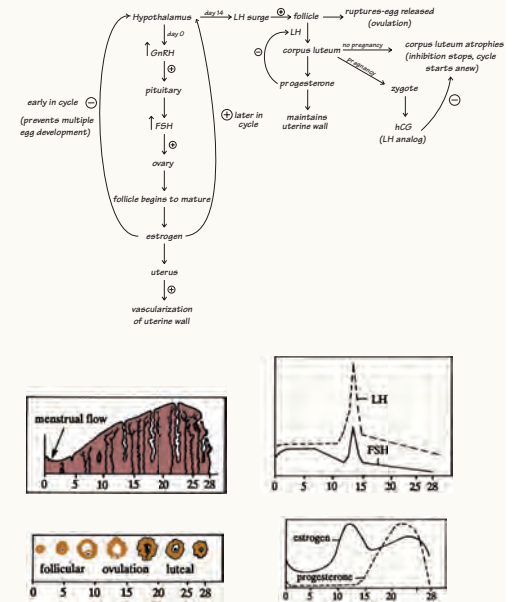 Hypothalamus
day 14
LH surge
+
follicle
ruptures-egg released
(ovulation)
day 0
LH
↑ GnRH
−
corpus luteum
no pregnancy
corpus luteum atrophies
(inhibition stops, cycle
starts anew)
+
pregnancy
pituitary
progesterone
zygote
early in cycle −
(prevents multiple
egg development)
↑ FSH
+ later in
cycle
maintains
uterine wall
hCG
(LH analog)
−
+
ovary
follicle begins to mature
estrogen
uterus
+
vascularization
of uterine wall
menstrual flow
0 5 10 15 20 25 28
LH
FSH
0 5 10 15 20 25 28
follicular ovulation luteal
0 5 10 15 20 25 28
estrogen
progesterone
0 5 10 15 20 25 28